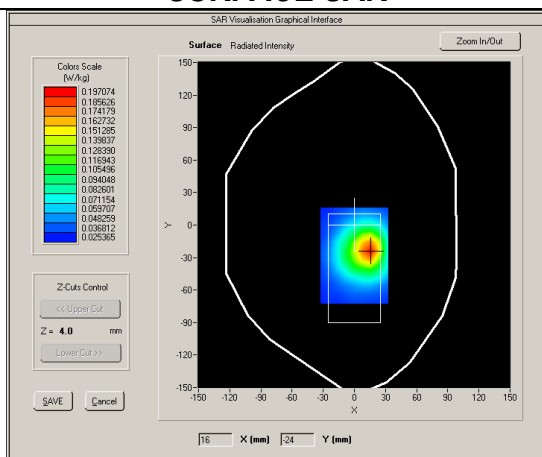 SURFACE SAR
SAR Visualisation Graphical Interface
Surface Radiated Intensity
Zoom In/Out
Colors Scale
(W/kg)
0.197074
0.185626
0.174179
0.162732
0.151285
0.139837
0.128390
0.116943
0.105496
0.094048
0.082601
0.071154
0.059707
0.048259
0.036812
0.025365
Z-Cuts Control
<< Upper Cut
Z = 4.0 mm
Lower Cut >>
SAVE Cancel
150-
120-
90-
60-
30-
0-
-30-
-60-
-90-
-120-
-150-
Y
-150 -120 -90 -60 -30 0 30 60 90 120 150
X
16 X (mm) -24 Y (mm)